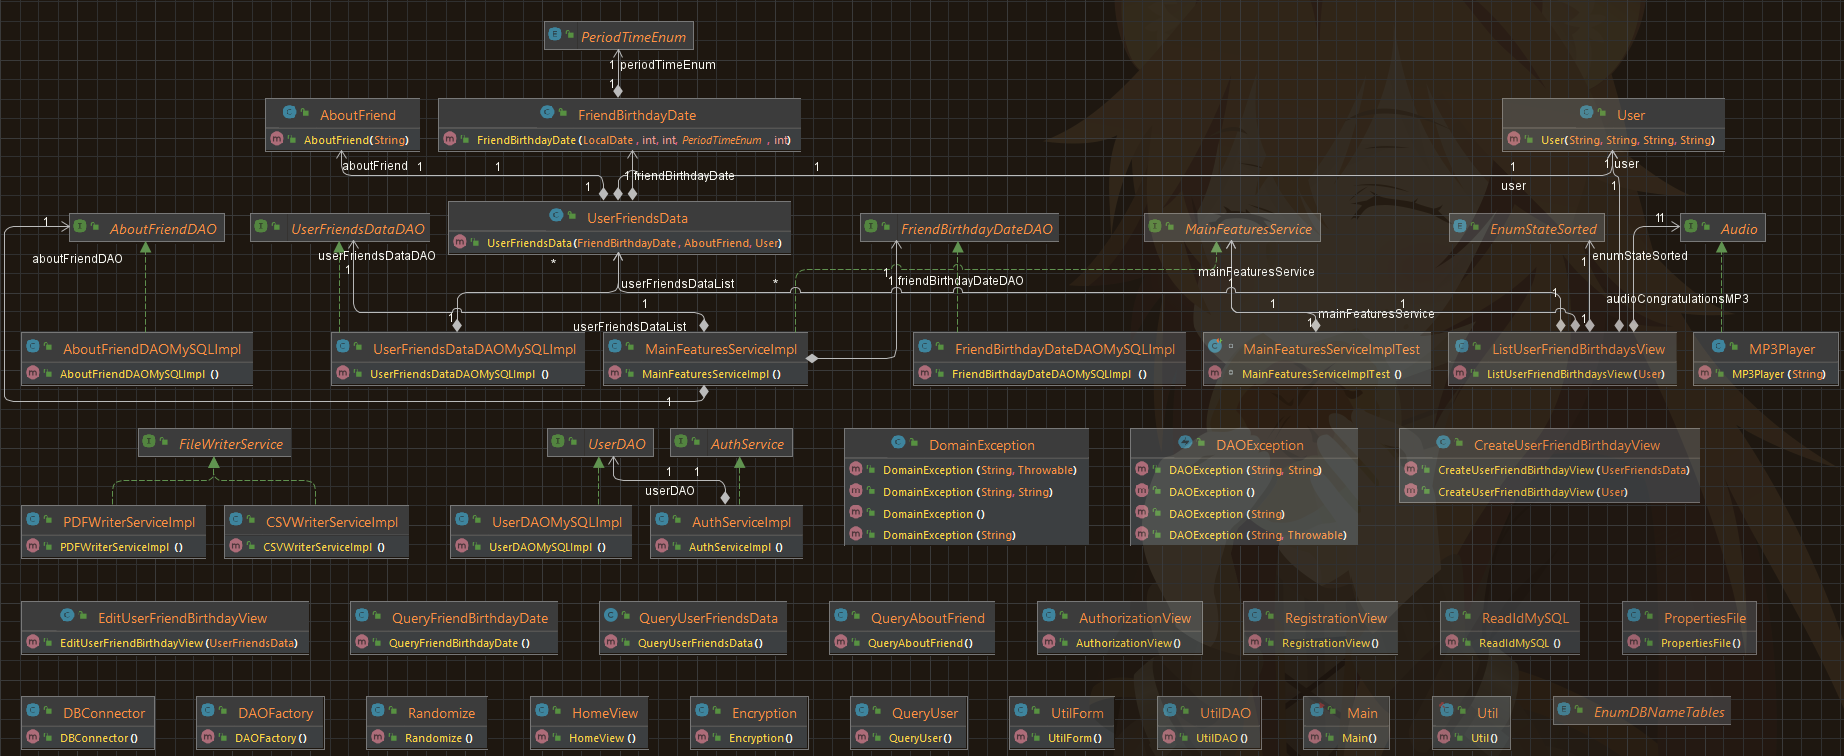 PeriodTimeEnum
1
periodTimeEnum
1
AboutFriend
AboutFriend(String)
FriendBirthdayDate
FriendBirthdayDate (LocalDate , int, int, PeriodTimeEnum , int)
User
User(String, String, String, String)
aboutFriend
1
1
1
1
friendBirthdayDate
1
1
1
user
user
1
AboutFriendDAO
UserFriendsDataDAO
UserFriendsData
UserFriendsData(FriendBirthdayDate , AboutFriend, User)
FriendBirthdayDateDAO
MainFeaturesService
EnumStateSorted
11
Audio
1
aboutFriendDAO
userFriendsDataDAO
1
*
userFriendsDataList
*
1
1
friendBirthdayDateDAO
mainFeaturesService
1
enumStateSorted
1
audioCongratulationsMP3
1
1
userFriendsDataList
1
1
1
mainFeaturesService
1
1
AboutFriendDAOMySQLImpl
AboutFriendDAOMySQLImpl ()
UserFriendsDataDAOMySQLImpl
UserFriendsDataDAOMySQLImpl ()
MainFeaturesServiceImpl
MainFeaturesServiceImpl ()
FriendBirthdayDateDAOMySQLImpl
FriendBirthdayDateDAOMySQLImpl ()
MainFeaturesServiceImplTest
MainFeaturesServiceImplTest ()
ListUserFriendBirthdaysView
ListUserFriendBirthdaysView (User)
MP3Player
MP3Player (String)
1
FileWriterService
UserDAO
AuthService
1
1
userDAO
PDFWriterServiceImpl
PDFWriterServiceImpl ()
CSVWriterServiceImpl
CSVWriterServiceImpl ()
UserDAOMySQLImpl
UserDAOMySQLImpl ()
AuthServiceImpl
AuthServiceImpl ()
DomainException
DomainException (String, Throwable)
DomainException (String, String)
DomainException ()
DomainException (String)
DAOException
DAOException (String, String)
DAOException ()
DAOException (String)
DAOException (String, Throwable)
CreateUserFriendBirthdayView
CreateUserFriendBirthdayView (UserFriendsData)
CreateUserFriendBirthdayView (User)
EditUserFriendBirthdayView
EditUserFriendBirthdayView (UserFriendsData)
QueryFriendBirthdayDate
QueryFriendBirthdayDate ()
QueryUserFriendsData
QueryUserFriendsData ()
QueryAboutFriend
QueryAboutFriend()
AuthorizationView
AuthorizationView()
RegistrationView
RegistrationView()
ReadIdMySQL
ReadIdMySQL ()
PropertiesFile
PropertiesFile()
DBConnector
DBConnector()
DAOFactory
DAOFactory()
Randomize
Randomize ()
HomeView
HomeView ()
Encryption
Encryption()
QueryUser
QueryUser()
UtilForm
UtilForm()
UtilDAO
UtilDAO ()
Main
Main()
Util
Util()
EnumDBNameTables